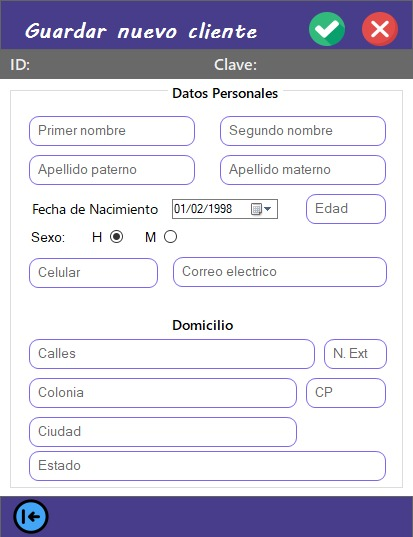 Guardar nuevo cliente
ID: Clave:
Datos Personales
Primer nombre Segundo nombre
Apellido paterno Apellido materno
Fecha de Nacimiento 01/02/1998 Edad
Sexo: H M
Celular Correo electrico
Domicilio
Calles N. Ext
Colonia CP
Ciudad
Estado